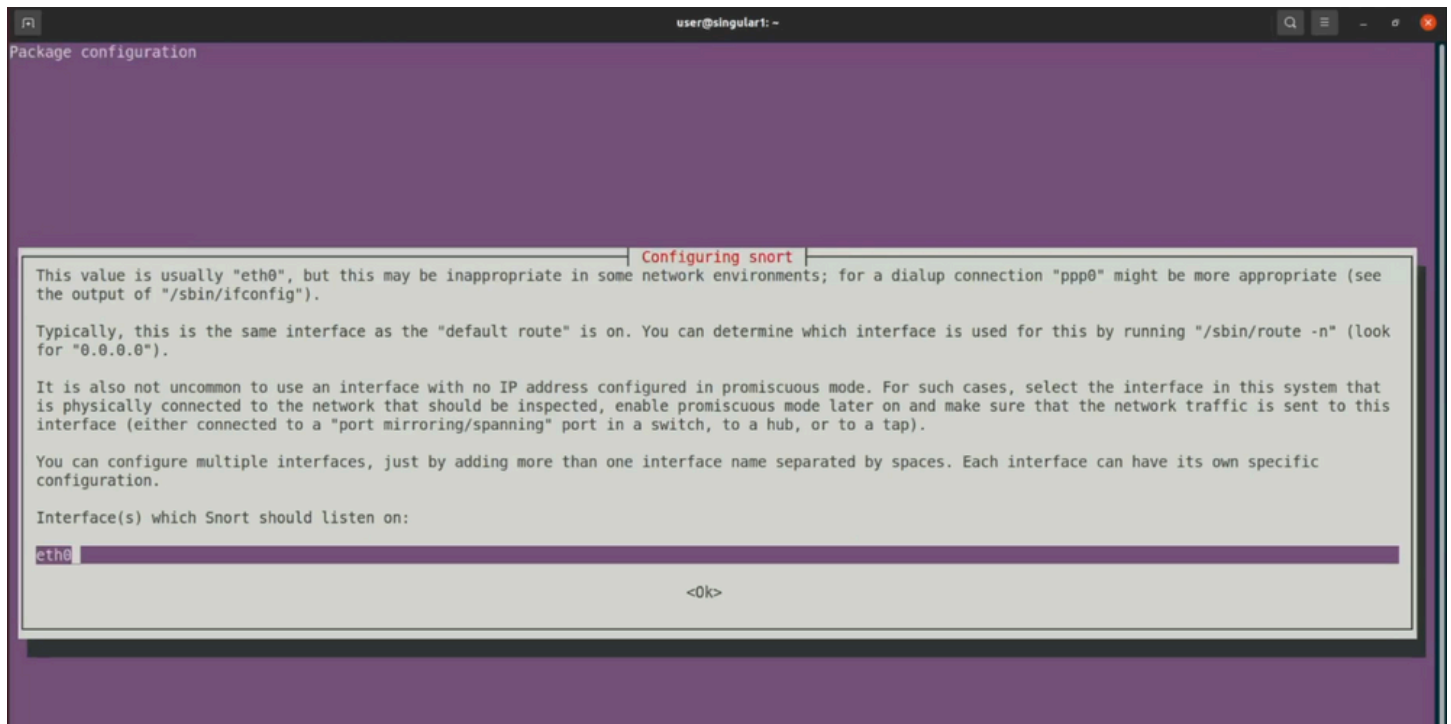 user@singular1: ~
Package configuration
Configuring snort
This value is usually "eth0", but this may be inappropriate in some network environments; for a dialup connection "ppp0" might be more appropriate (see
the output of "/sbin/ifconfig").
Typically, this is the same interface as the "default route" is on. You can determine which interface is used for this by running "/sbin/route -n" (look
for "0.0.0.0").
It is also not uncommon to use an interface with no IP address configured in promiscuous mode. For such cases, select the interface in this system that
is physically connected to the network that should be inspected, enable promiscuous mode later on and make sure that the network traffic is sent to this
interface (either connected to a "port mirroring/spanning" port in a switch, to a hub, or to a tap).
You can configure multiple interfaces, just by adding more than one interface name separated by spaces. Each interface can have its own specific
configuration.
Interface(s) which Snort should listen on:
eth0
<Ok>